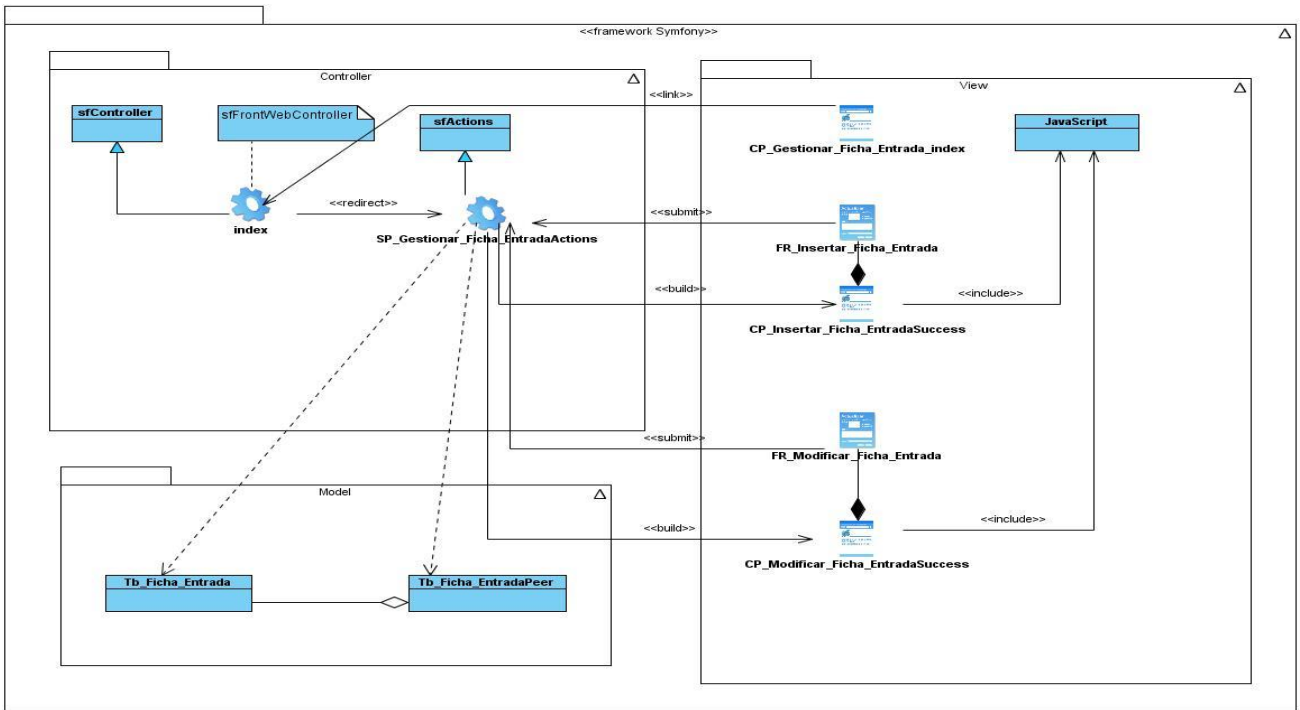 <<framework Symfony>>
Controller
sfController
sfFrontWebController
sfActions
index
<<redirect>>
SP_Gestionar_Ficha_EntradaActions
<<link>>
<<submit>>
<<build>>
<<submit>>
<<build>>
View
CP_Gestionar_Ficha_Entrada_index
JavaScript
FR_Insertar_Ficha_Entrada
<<include>>
CP_Insertar_Ficha_EntradaSuccess
FR_Modificar_Ficha_Entrada
<<include>>
CP_Modificar_Ficha_EntradaSuccess
Model
Tb_Ficha_Entrada
Tb_Ficha_EntradaPeer